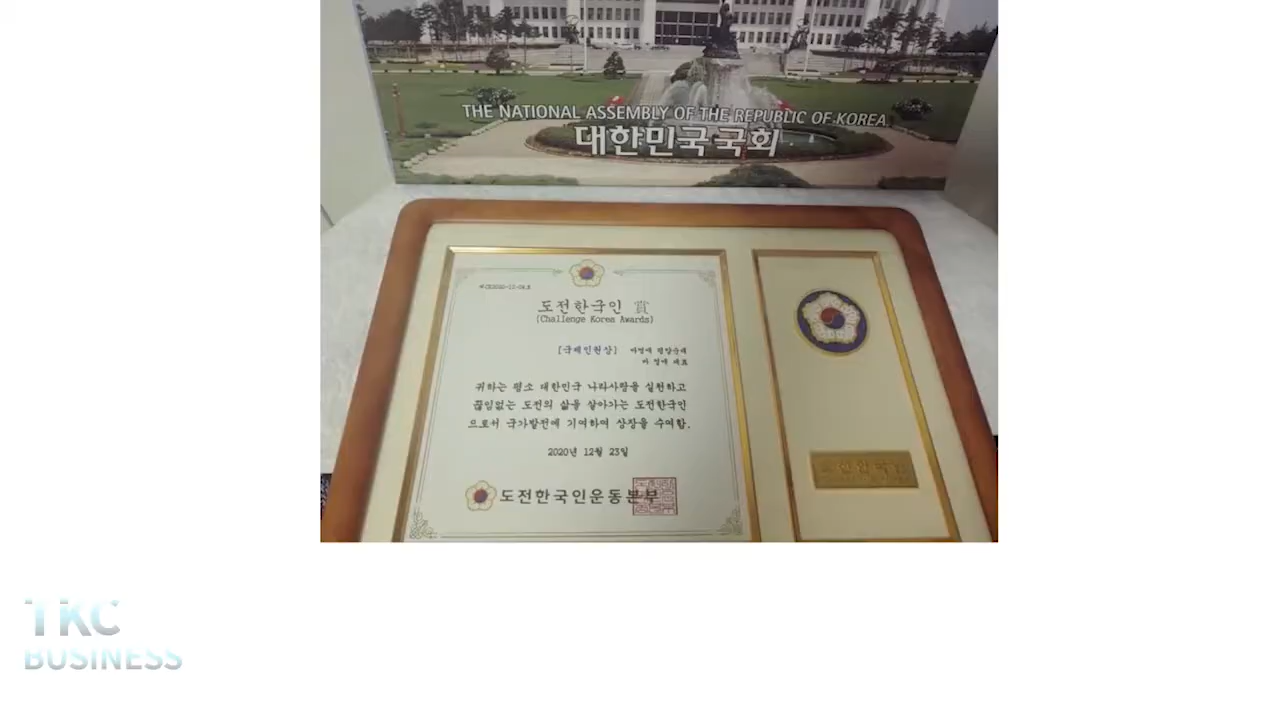 THE NATIONAL ASSEMBLY OF THE REPUBLIC OF KOREA
대한민국국회
도전한국인 賞
(Challenge Korea Awards)
귀하는 평소 대한민국 나라사랑을 실천하고
끊임없는 도전의 삶을 살아가는 도전한국인
으로서 국가발전에 기여하여 상장을 수여함.
2020년 12월 23일
도전한국인운동본부
TKC
BUSINESS